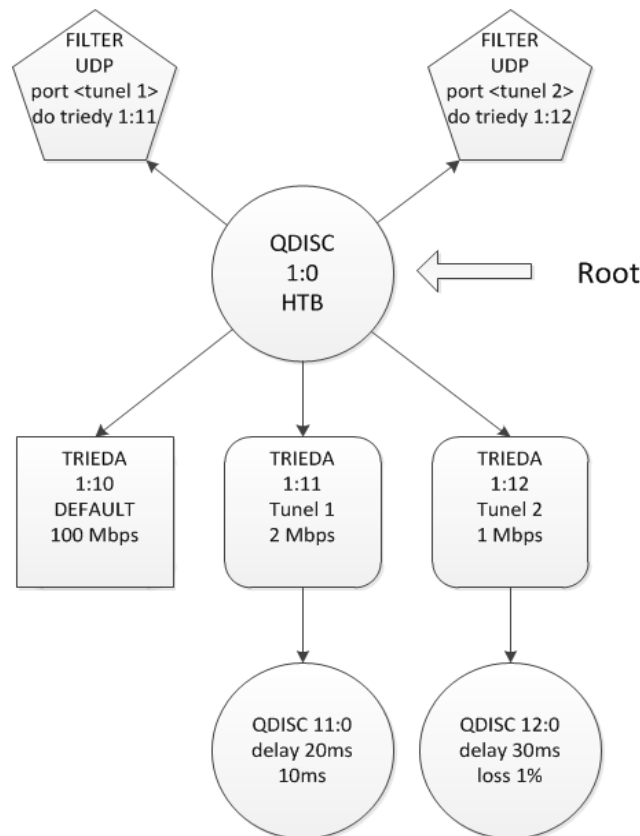 FILTER
UDP
port <tunel 1>
do triedy 1:11
FILTER
UDP
port <tunel 2>
do triedy 1:12
QDISC
1:0
HTB
Root
TRIEDA
1:10
DEFAULT
100 Mbps
TRIEDA
1:11
Tunel 1
2 Mbps
TRIEDA
1:12
Tunel 2
1 Mbps
QDISC 11:0
delay 20ms
10ms
QDISC 12:0
delay 30ms
loss 1%